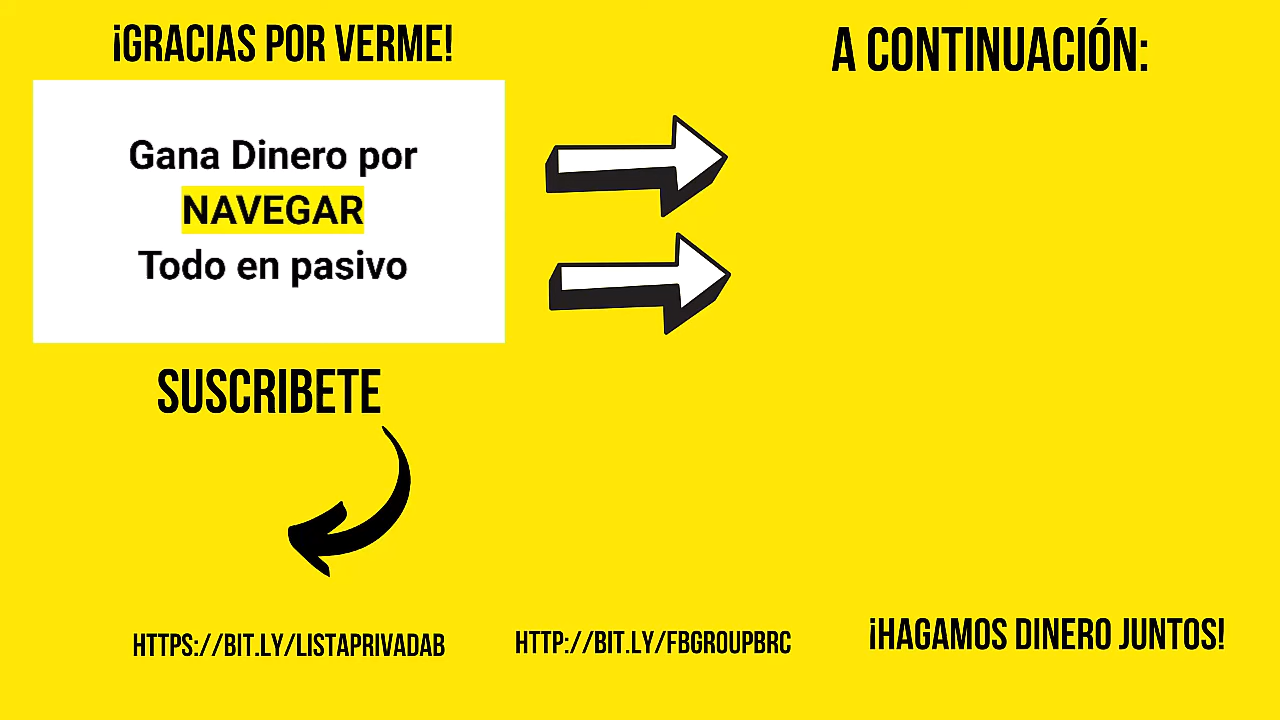 ¡GRACIAS POR VERME!
A CONTINUACIÓN:
Gana Dinero por
NAVEGAR
Todo en pasivo
SUSCRIBETE
HTTPS://BIT.LY/LISTAPRIVADAB
HTTP://BIT.LY/FBGROUPBRC
¡HAGAMOS DINERO JUNTOS!